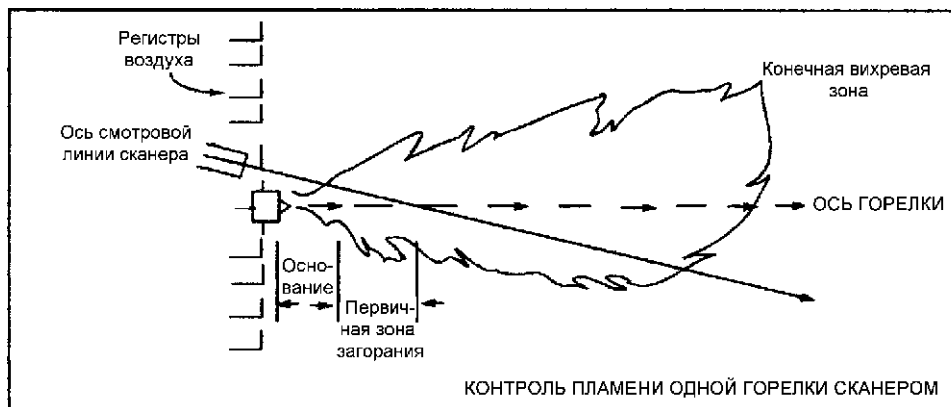 Регистры
воздуха
Конечная вихревая
зона
Ось смотровой
линии сканера
ОСЬ ГОРЕЛКИ
Осно-
вание
Первич-
ная зона
загорания
КОНТРОЛЬ ПЛАМЕНИ ОДНОЙ ГОРЕЛКИ СКАНЕРОМ